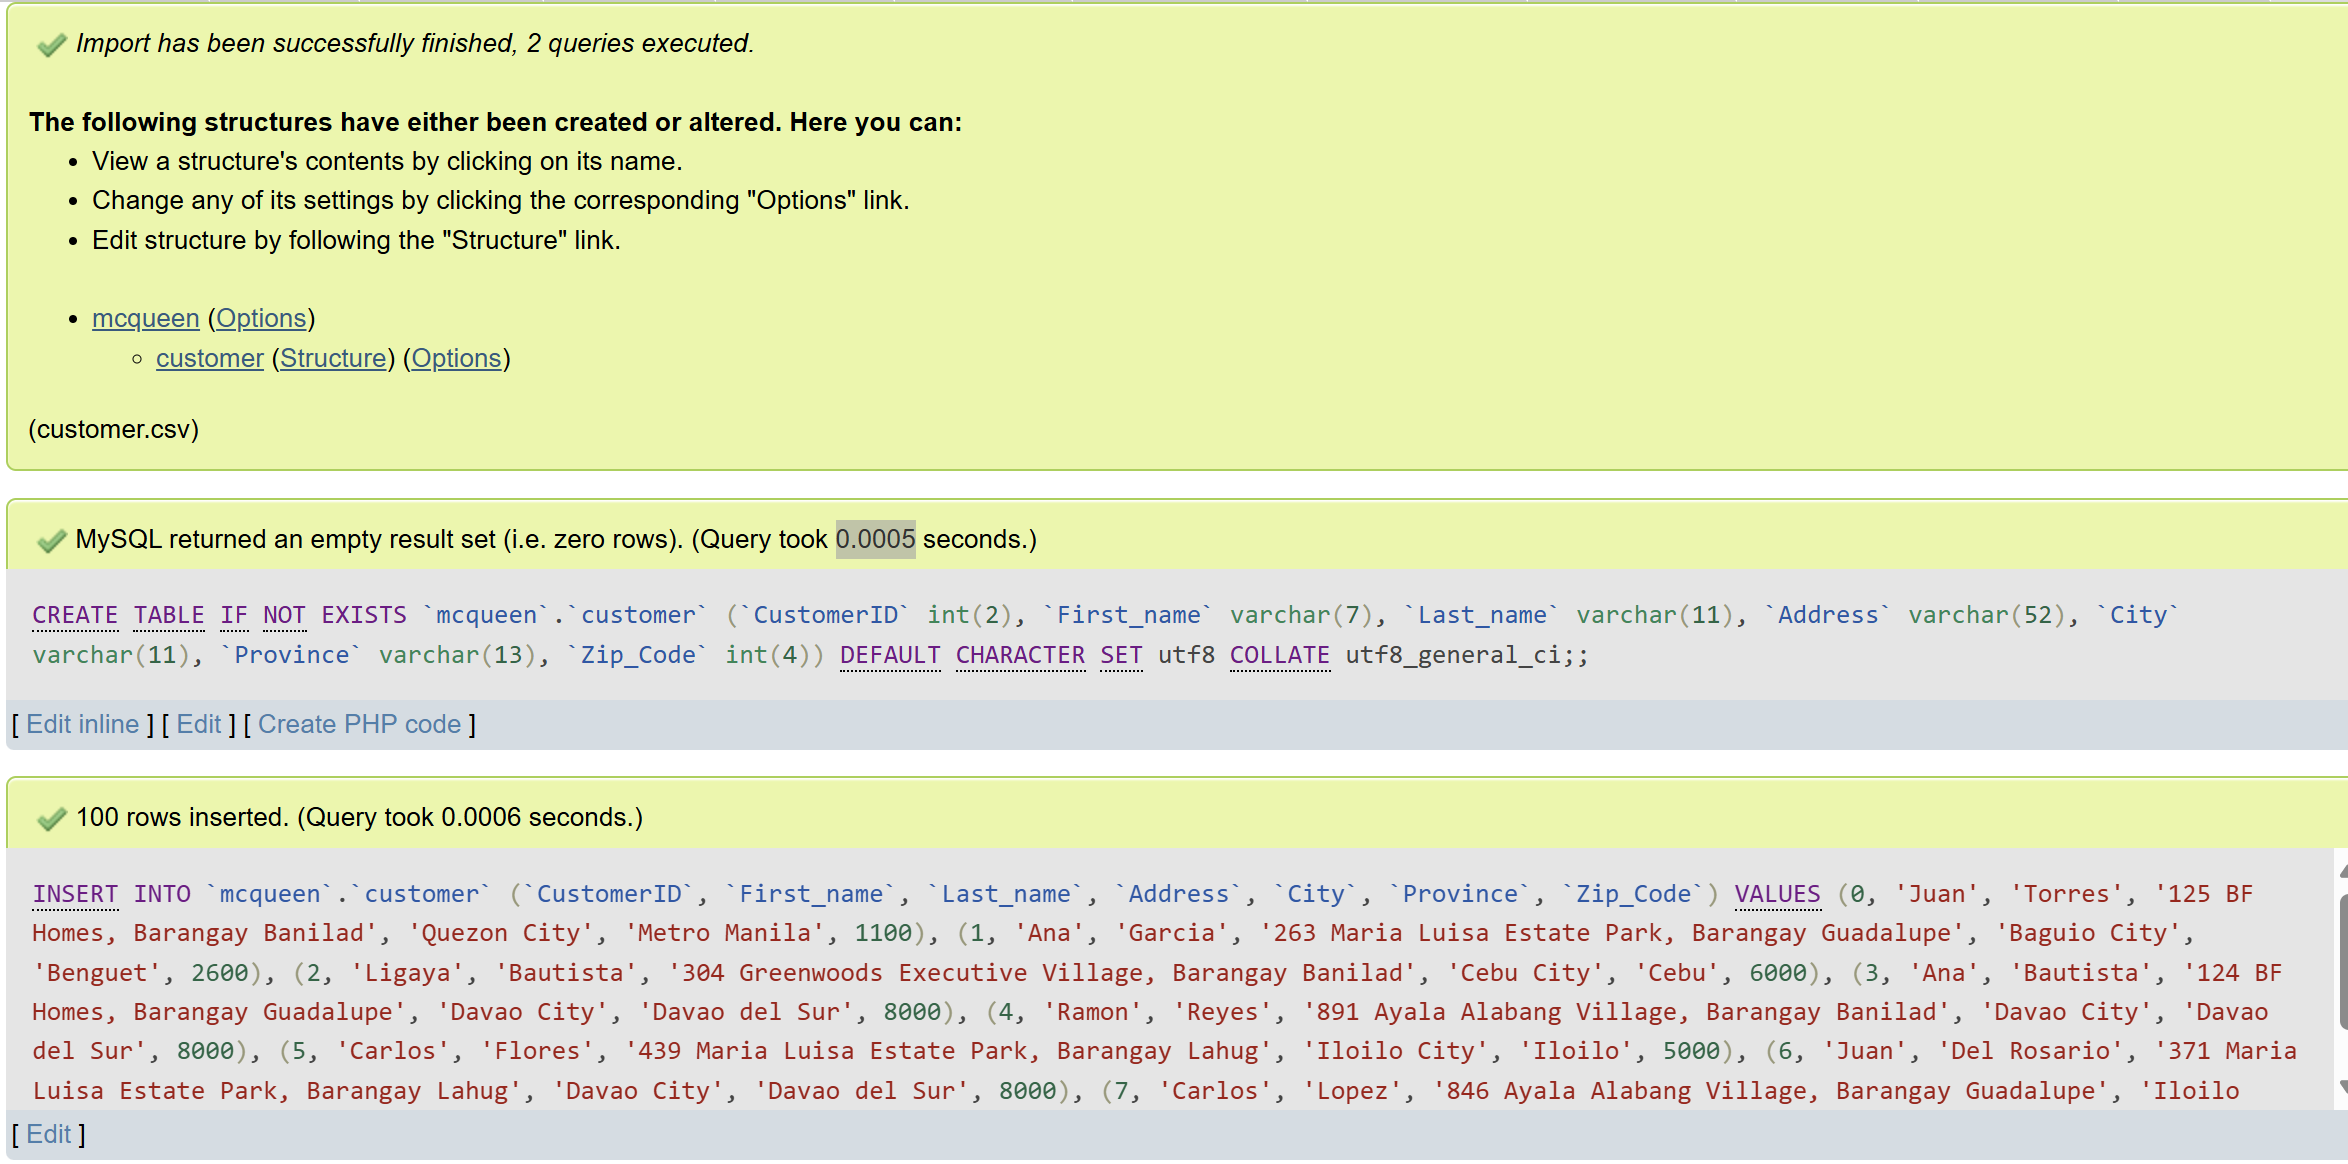 Import has been successfully finished, 2 queries executed.
The following structures have either been created or altered. Here you can:
• View a structure's contents by clicking on its name.
• Change any of its settings by clicking the corresponding "Options" link.
• Edit structure by following the "Structure" link.
• mcqueen (Options)
○ customer (Structure) (Options)
(customer.csv)
MySQL returned an empty result set (i.e. zero rows). (Query took 0.0005 seconds.)
CREATE TABLE IF NOT EXISTS `mcqueen`.`customer` (`CustomerID` int(2), `First_name` varchar(7), `Last_name` varchar(11), `Address` varchar(52), `City`
varchar(11), `Province` varchar(13), `Zip_Code` int(4)) DEFAULT CHARACTER SET utf8 COLLATE utf8_general_ci;;
[ Edit inline ] [ Edit ] [ Create PHP code ]
100 rows inserted. (Query took 0.0006 seconds.)
INSERT INTO `mcqueen`.`customer` (`CustomerID`, `First_name`, `Last_name`, `Address`, `City`, `Province`, `Zip_Code`) VALUES (0, 'Juan', 'Torres', '125 BF
Homes, Barangay Banilad', 'Quezon City', 'Metro Manila', 1100), (1, 'Ana', 'Garcia', '263 Maria Luisa Estate Park, Barangay Guadalupe', 'Baguio City',
'Benguet', 2600), (2, 'Ligaya', 'Bautista', '304 Greenwoods Executive Village, Barangay Banilad', 'Cebu City', 'Cebu', 6000), (3, 'Ana', 'Bautista', '124 BF
Homes, Barangay Guadalupe', 'Davao City', 'Davao del Sur', 8000), (4, 'Ramon', 'Reyes', '891 Ayala Alabang Village, Barangay Banilad', 'Davao City', 'Davao
del Sur', 8000), (5, 'Carlos', 'Flores', '439 Maria Luisa Estate Park, Barangay Lahug', 'Iloilo City', 'Iloilo', 5000), (6, 'Juan', 'Del Rosario', '371 Maria
Luisa Estate Park, Barangay Lahug', 'Davao City', 'Davao del Sur', 8000), (7, 'Carlos', 'Lopez', '846 Ayala Alabang Village, Barangay Guadalupe', 'Iloilo
[ Edit ]